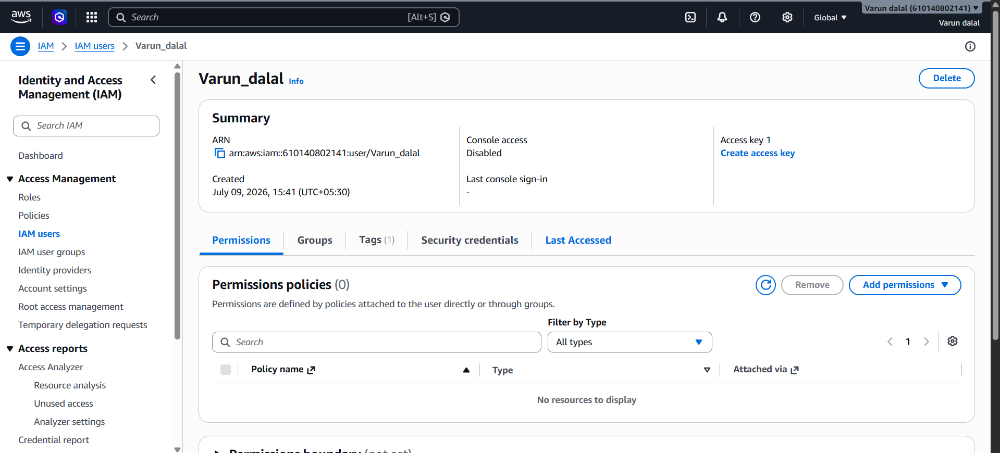 aws
Search
[Alt+S]
Global
Varun dalal (610140802141)
Varun dalal
IAM
IAM users
Varun_dalal
Identity and Access
Management (IAM)
Search IAM
Dashboard
Access Management
Roles
Policies
IAM users
IAM user groups
Identity providers
Account settings
Root access management
Temporary delegation requests
Access reports
Access Analyzer
Resource analysis
Unused access
Analyzer settings
Credential report
Varun_dalal Info
Delete
Summary
ARN
arn:aws:iam::610140802141:user/Varun_dalal
Created
July 09, 2026, 15:41 (UTC+05:30)
Console access
Disabled
Last console sign-in
-
Access key 1
Create access key
Permissions
Groups
Tags (1)
Security credentials
Last Accessed
Permissions policies (0)
Remove
Add permissions
Permissions are defined by policies attached to the user directly or through groups.
Filter by Type
Search
All types
1
Policy name
Type
Attached via
No resources to display
Permissions boundary (not set)